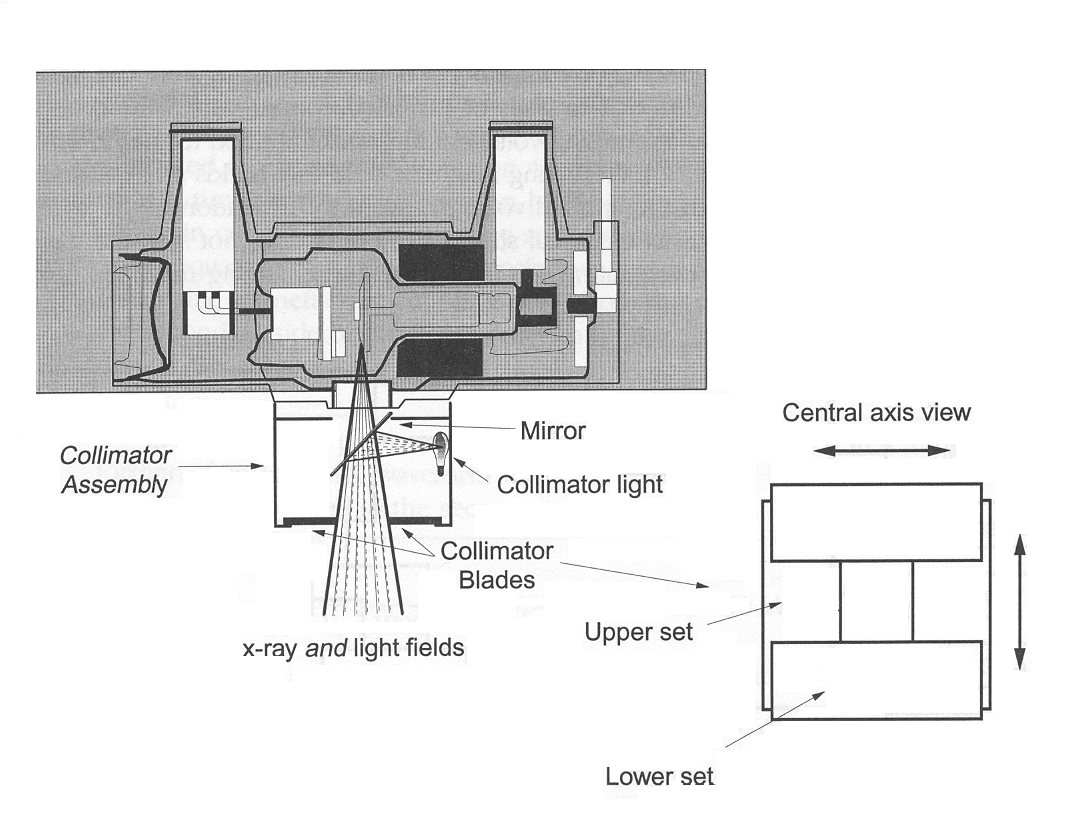 Central axis view
Mirror
Collimator
Assembly
Collimator light
Collimator
Blades
Upper set
x-ray and light fields
Lower set